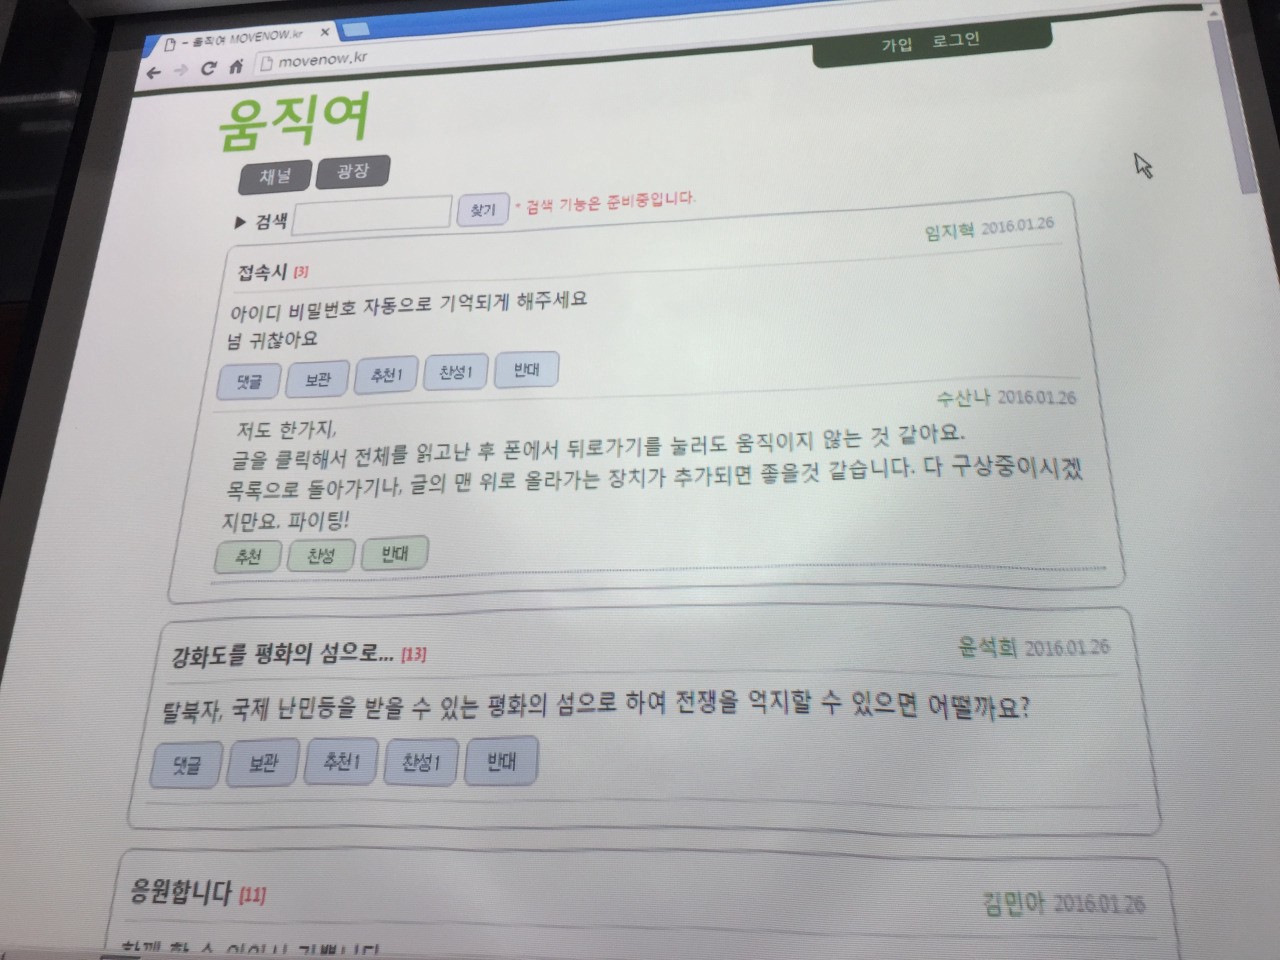 - 움직여 MOVENOW.kr
movenow.kr
가입 로그인
움직여
채널 광장
▶ 검색 찾기 * 검색 기능은 준비중입니다.
임지혁 2016.01.26
접속시 [3]
아이디 비밀번호 자동으로 기억되게 해주세요
넘 귀찮아요
댓글 보관 추천1 찬성1 반대
수산나 2016.01.26
저도 한가지,
글을 클릭해서 전체를 읽고난 후 폰에서 뒤로가기를 눌러도 움직이지 않는 것 같아요.
목록으로 돌아가기나, 글의 맨 위로 올라가는 장치가 추가되면 좋을것 같습니다. 다 구상중이시겠
지만요. 파이팅!
추천 찬성 반대
강화도를 평화의 섬으로... [13] 윤석희 2016.01.26
탈북자, 국제 난민등을 받을 수 있는 평화의 섬으로 하여 전쟁을 억지할 수 있으면 어떨까요?
댓글 보관 추천1 찬성1 반대
응원합니다 [11] 김민아 2016.01.26
함께 할 수 있어서 기쁩니다